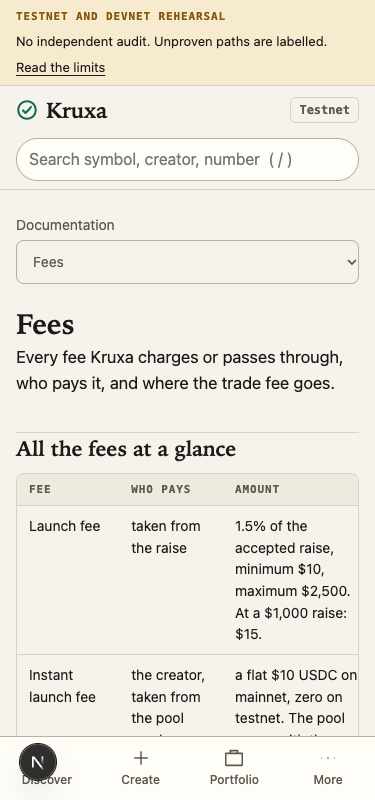 TESTNET AND DEVNET REHEARSAL
No independent audit. Unproven paths are labelled.
Read the limits
Kruxa
Testnet
Search symbol, creator, number ( / )
Documentation
Fees
Fees
Every fee Kruxa charges or passes through,
who pays it, and where the trade fee goes.
All the fees at a glance
FEE WHO PAYS AMOUNT
Launch fee taken from 1.5% of the
the raise accepted raise,
minimum $10,
maximum $2,500.
At a $1,000 raise:
$15.
Instant the creator, a flat $10 USDC on
launch fee taken from mainnet, zero on
the pool testnet. The pool
N
Discover Create Portfolio More